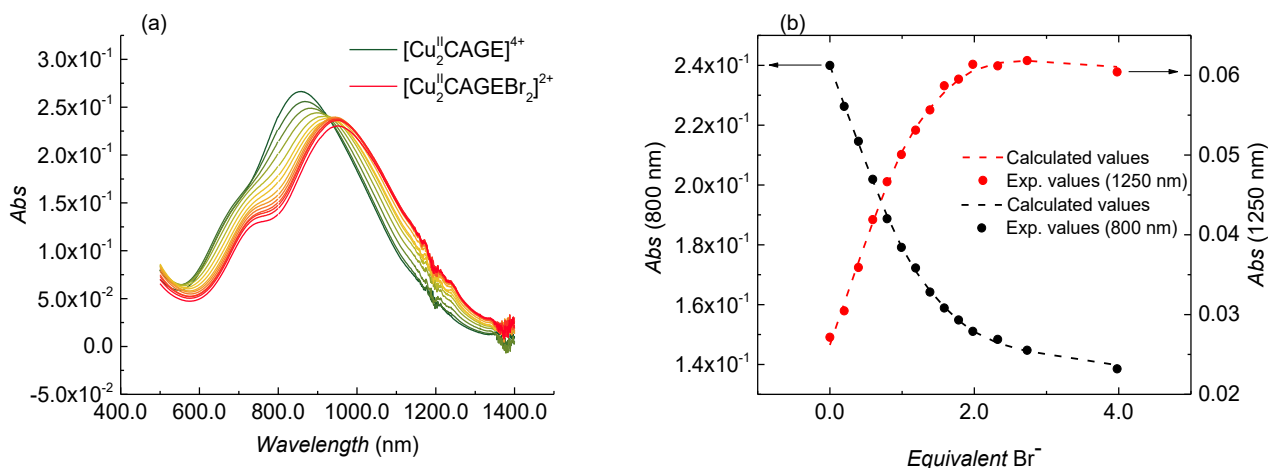 (a)
3.0x10⁻¹
2.5x10⁻¹
2.0x10⁻¹
1.5x10⁻¹
1.0x10⁻¹
5.0x10⁻²
0.0
-5.0x10⁻²
Abs
[Cu₂ᴵᴵCAGE]⁴⁺
[Cu₂ᴵᴵCAGEBr₂]²⁺
400.0 600.0 800.0 1000.0 1200.0 1400.0
Wavelength (nm)
(b)
2.4x10⁻¹
2.2x10⁻¹
2.0x10⁻¹
1.8x10⁻¹
1.6x10⁻¹
1.4x10⁻¹
Abs (800 nm)
Calculated values
Exp. values (1250 nm)
Calculated values
Exp. values (800 nm)
0.06
0.05
0.04
0.03
0.02
Abs (1250 nm)
0.0 2.0 4.0
Equivalent Br⁻